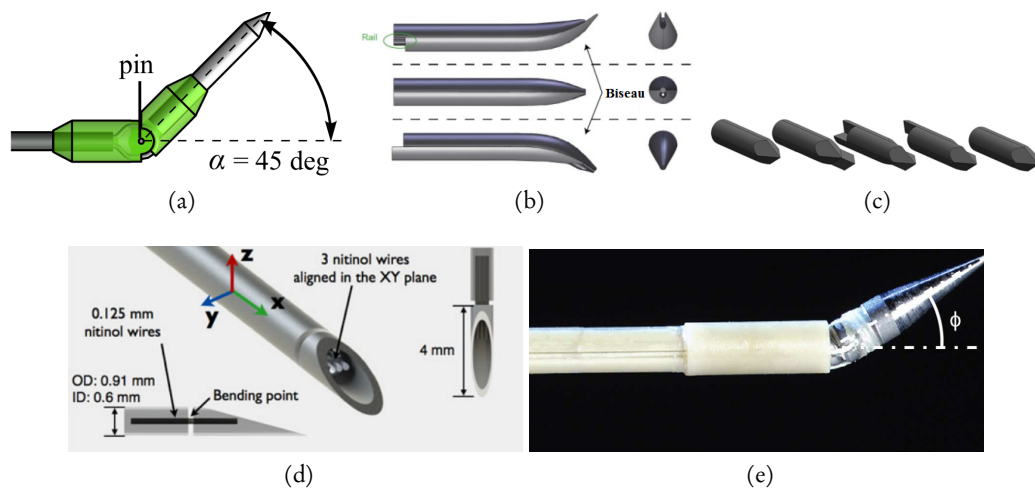 pin
α = 45 deg
(a)
Rail
Biseau
(b)
(c)
3 nitinol wires
aligned in the XY plane
z
y
x
0.125 mm
nitinol wires
4 mm
OD: 0.91 mm
ID: 0.6 mm
Bending point
(d)
ϕ
(e)